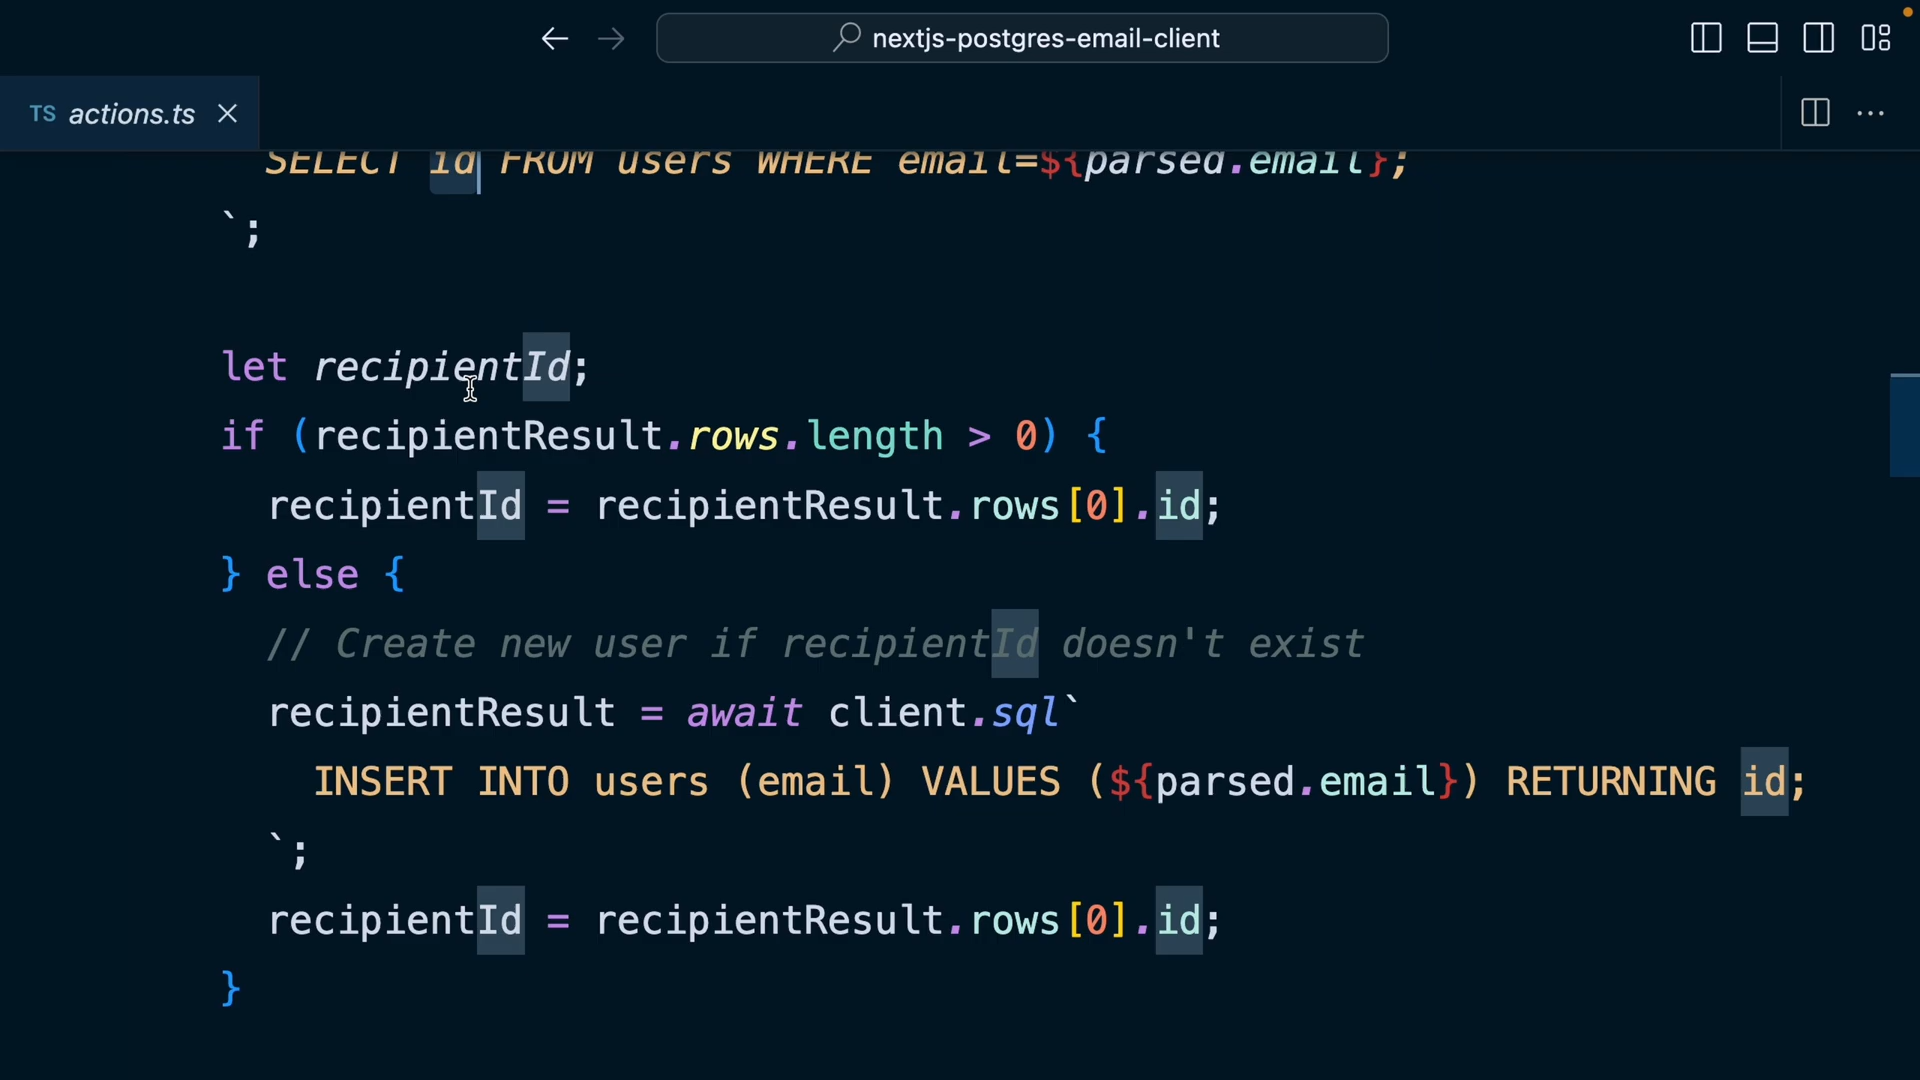 nextjs-postgres-email-client
TS actions.ts
SELECT id FROM users WHERE email=${parsed.email};
`;
let recipientId;
if (recipientResult.rows.length > 0) {
recipientId = recipientResult.rows[0].id;
} else {
// Create new user if recipientId doesn't exist
recipientResult = await client.sql`
INSERT INTO users (email) VALUES (${parsed.email}) RETURNING id;
`;
recipientId = recipientResult.rows[0].id;
}